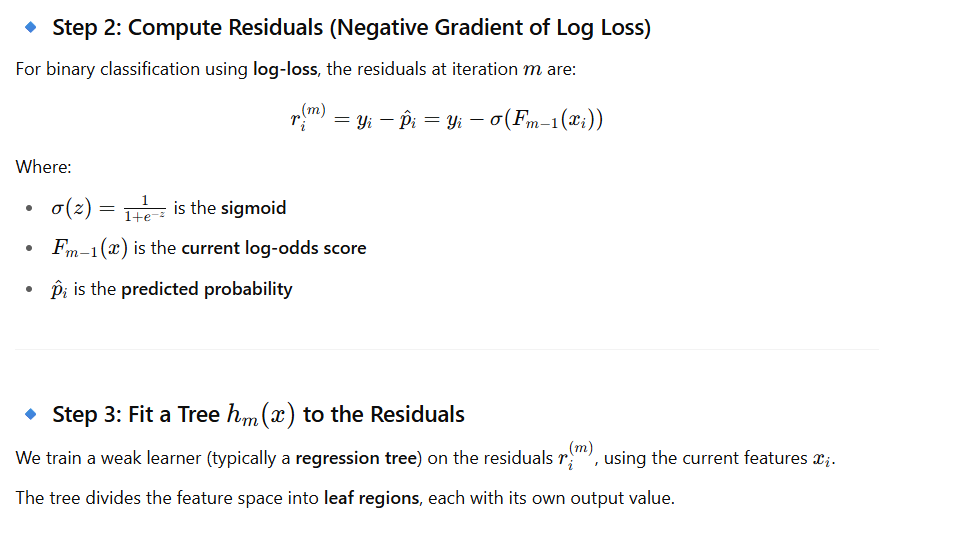 🔹 Step 2: Compute Residuals (Negative Gradient of Log Loss)
For binary classification using log-loss, the residuals at iteration m are:
r_i^{(m)} = y_i − p̂_i = y_i − σ(F_{m−1}(x_i))
Where:
• σ(z) = \frac{1}{1+e^{−z}} is the sigmoid
• F_{m−1}(x) is the current log-odds score
• p̂_i is the predicted probability
🔹 Step 3: Fit a Tree h_m(x) to the Residuals
We train a weak learner (typically a regression tree) on the residuals r_i^{(m)}, using the current features x_i.
The tree divides the feature space into leaf regions, each with its own output value.